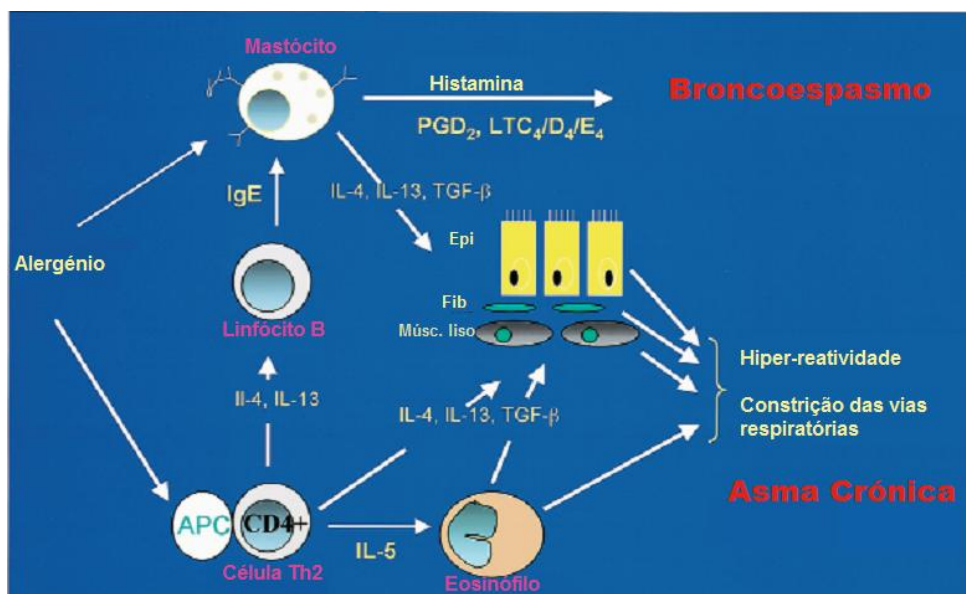 Mastócito
Histamina
Broncoespasmo
PGD₂, LTC₄/D₄/E₄
IgE
IL-4, IL-13, TGF-β
Alergénio
Epi
Linfócito B
Fib
Músc. liso
Hiper-reatividade
Il-4, IL-13
IL-4, IL-13, TGF-β
Constrição das vias
respiratórias
Asma Crónica
APC
CD4+
IL-5
Célula Th2
Eosinófilo